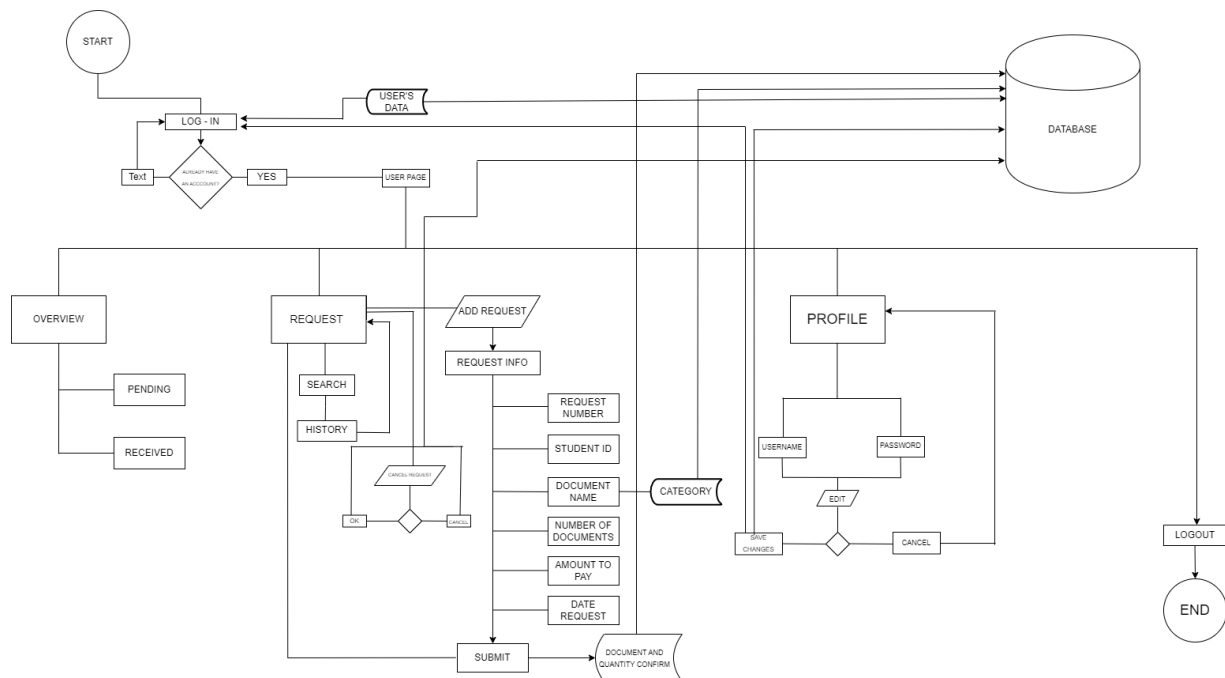 START
USER'S
DATA
DATABASE
LOG - IN
ALREADY HAVE
AN ACCCOUNT?
Text
YES
USER PAGE
OVERVIEW
PENDING
RECEIVED
REQUEST
SEARCH
HISTORY
ADD REQUEST
REQUEST INFO
REQUEST
NUMBER
STUDENT ID
DOCUMENT
NAME
CATEGORY
NUMBER OF
DOCUMENTS
AMOUNT TO
PAY
DATE
REQUEST
CANCEL REQUEST
OK
CANCEL
SUBMIT
DOCUMENT AND
QUANTITY CONFIRM
PROFILE
USERNAME
PASSWORD
EDIT
SAVE
CHANGES
CANCEL
LOGOUT
END